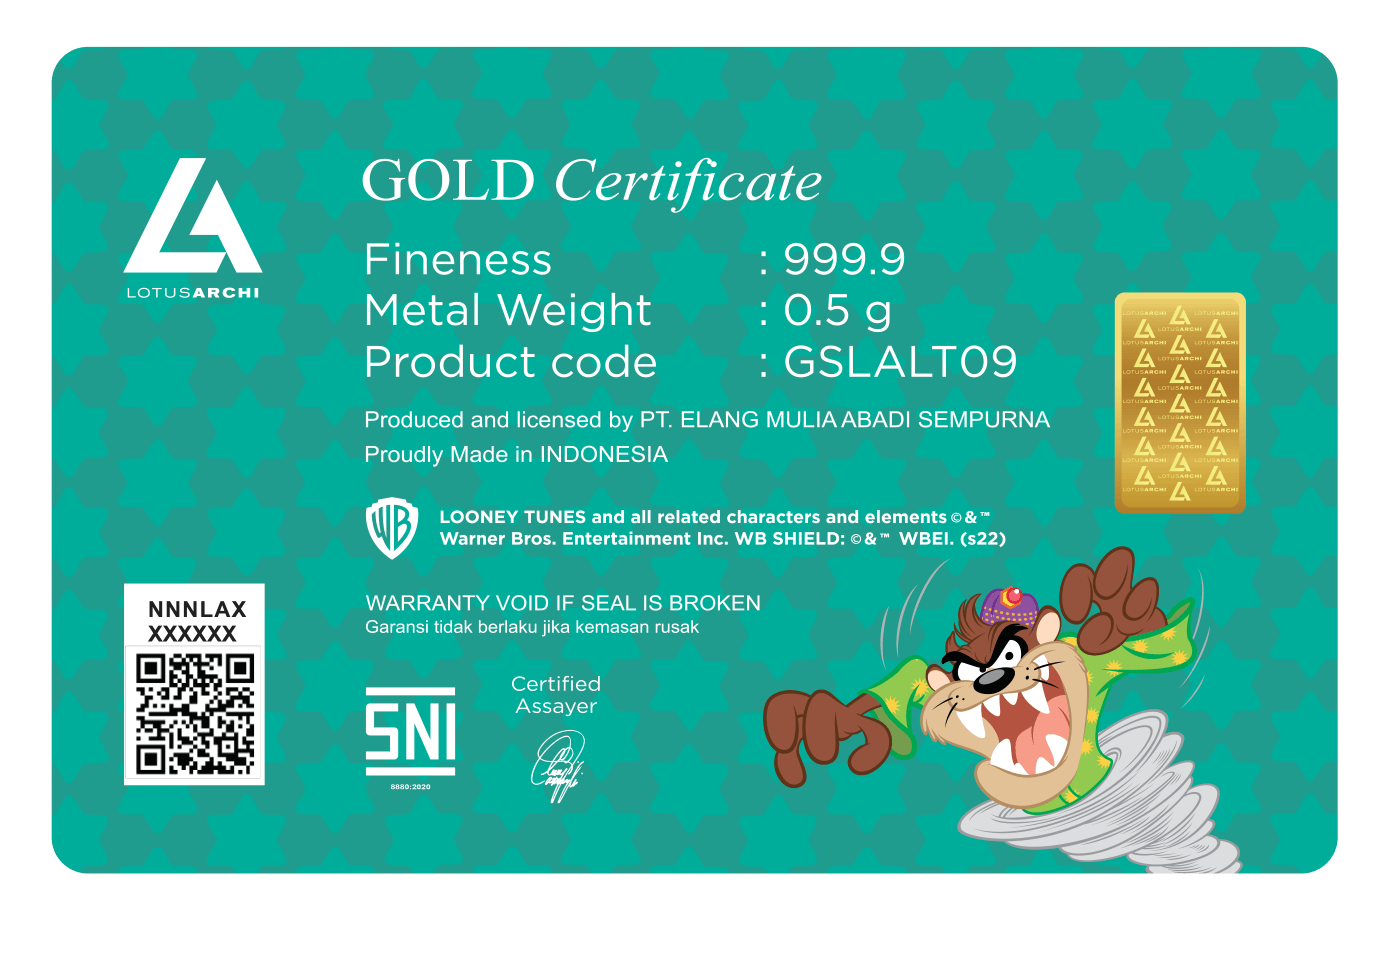 LOTUSARCHI
GOLD Certificate
Fineness : 999.9
Metal Weight : 0.5 g
Product code : GSLALT09
Produced and licensed by PT. ELANG MULIA ABADI SEMPURNA
Proudly Made in INDONESIA
WB
LOONEY TUNES and all related characters and elements © & ™
Warner Bros. Entertainment Inc. WB SHIELD: © & ™ WBEI. (s22)
WARRANTY VOID IF SEAL IS BROKEN
Garansi tidak berlaku jika kemasan rusak
NNNLAX
XXXXXX
SNI
8880:2020
Certified
Assayer
LOTUSARCHI